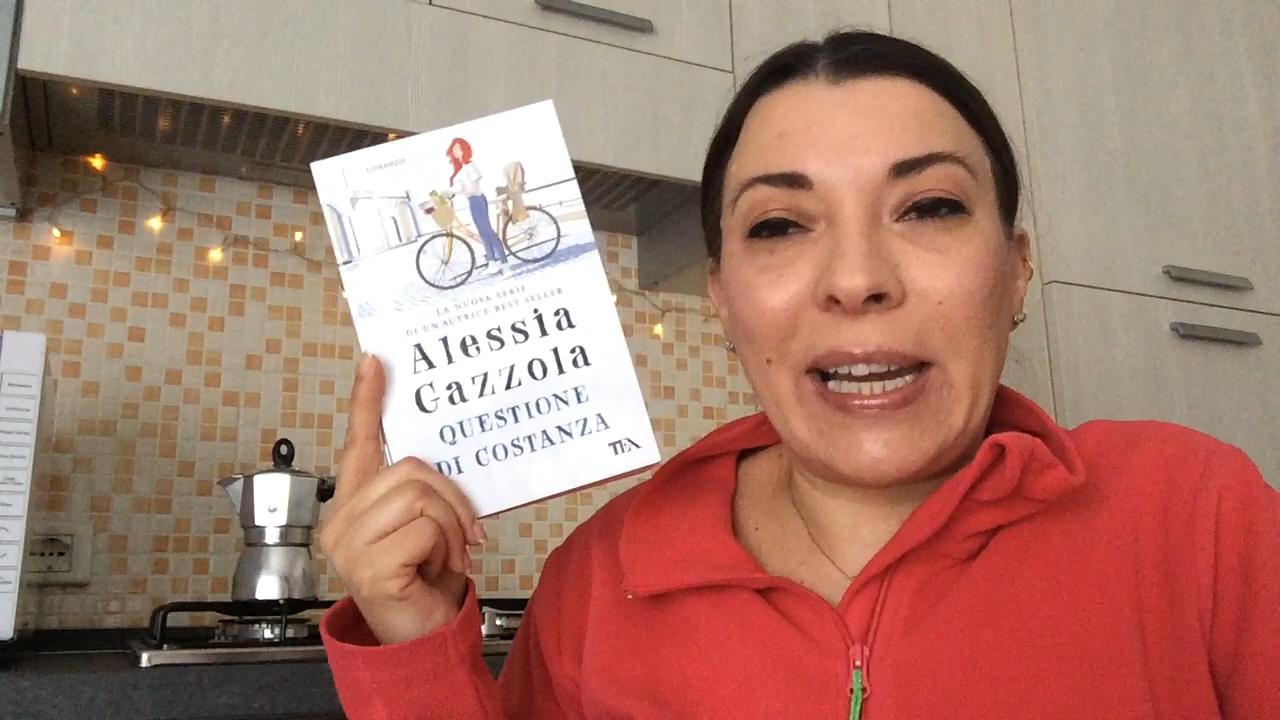 ROMANZO
LA NUOVA SERIE
DI UN'AUTRICE BEST SELLER
Alessia
Gazzola
QUESTIONE
DI COSTANZA
TEA